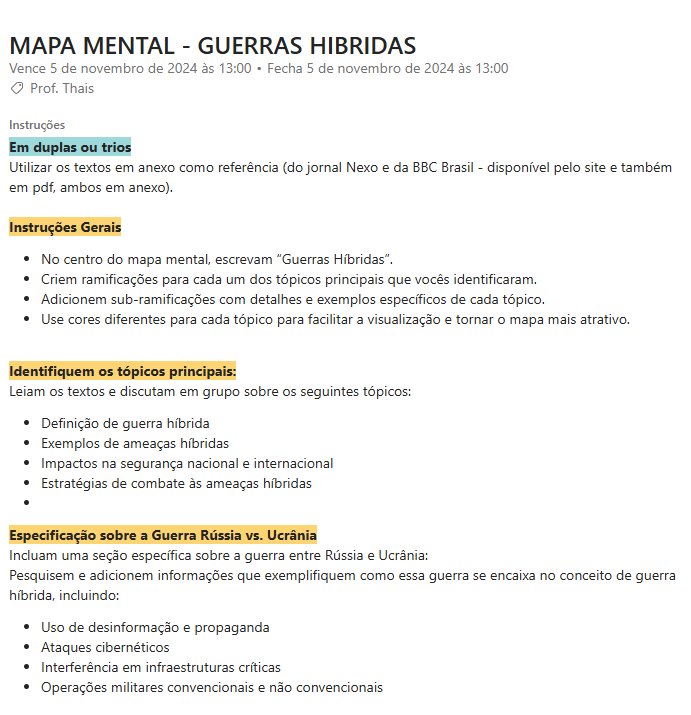 MAPA MENTAL - GUERRAS HIBRIDAS
Vence 5 de novembro de 2024 às 13:00 • Fecha 5 de novembro de 2024 às 13:00
Prof. Thais
Instruções
Em duplas ou trios
Utilizar os textos em anexo como referência (do jornal Nexo e da BBC Brasil - disponível pelo site e também
em pdf, ambos em anexo).
Instruções Gerais
• No centro do mapa mental, escrevam “Guerras Híbridas”.
• Criem ramificações para cada um dos tópicos principais que vocês identificaram.
• Adicionem sub-ramificações com detalhes e exemplos específicos de cada tópico.
• Use cores diferentes para cada tópico para facilitar a visualização e tornar o mapa mais atrativo.
Identifiquem os tópicos principais:
Leiam os textos e discutam em grupo sobre os seguintes tópicos:
• Definição de guerra híbrida
• Exemplos de ameaças híbridas
• Impactos na segurança nacional e internacional
• Estratégias de combate às ameaças híbridas
•
Especificação sobre a Guerra Rússia vs. Ucrânia
Incluam uma seção específica sobre a guerra entre Rússia e Ucrânia:
Pesquisem e adicionem informações que exemplifiquem como essa guerra se encaixa no conceito de guerra
híbrida, incluindo:
• Uso de desinformação e propaganda
• Ataques cibernéticos
• Interferência em infraestruturas críticas
• Operações militares convencionais e não convencionais